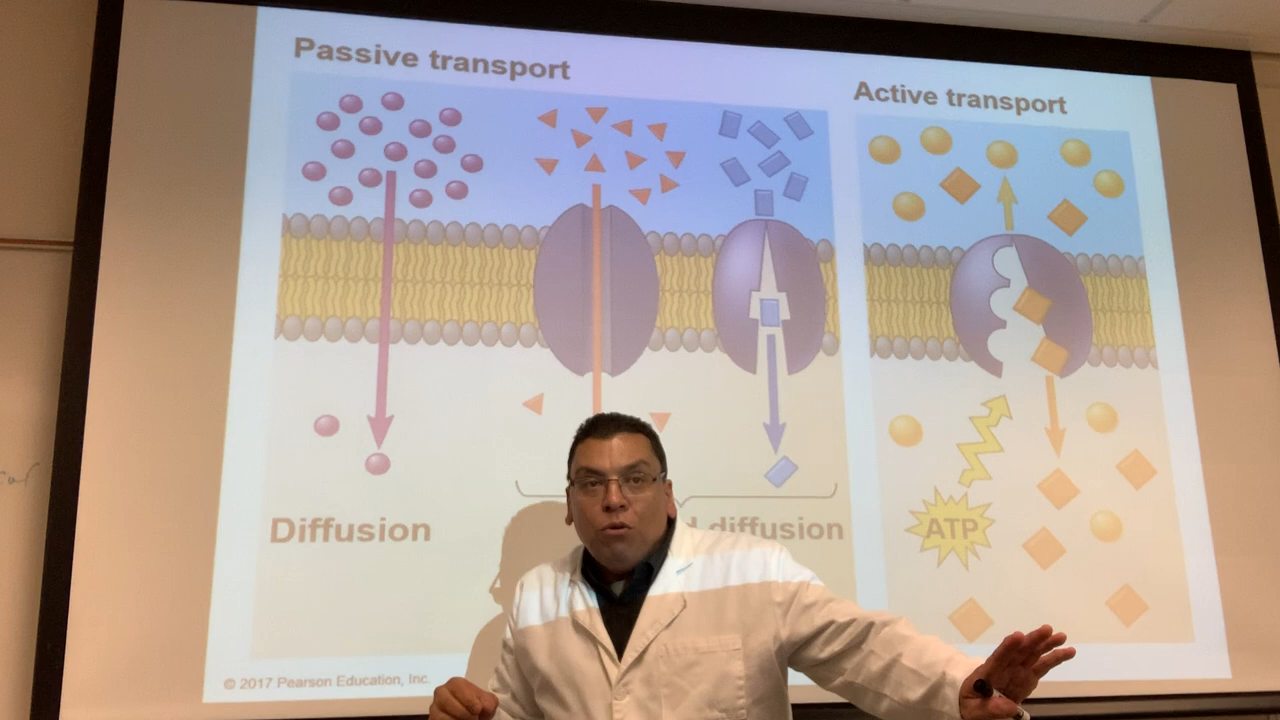 Passive transport
Active transport
Diffusion
diffusion
ATP
© 2017 Pearson Education, Inc.